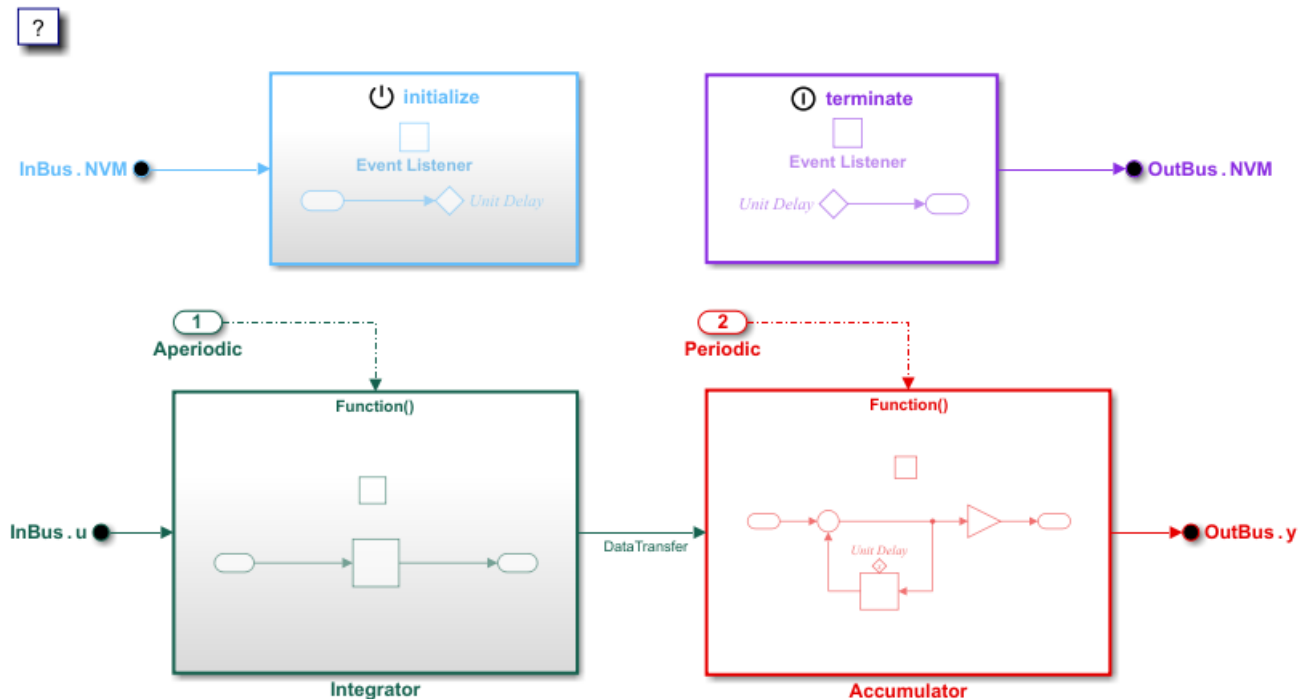 ?
initialize
Event Listener
InBus.NVM
Unit Delay
terminate
Event Listener
Unit Delay
OutBus.NVM
1
Aperiodic
Function()
InBus.u
Integrator
DataTransfer
2
Periodic
Function()
Unit Delay
OutBus.y
Accumulator